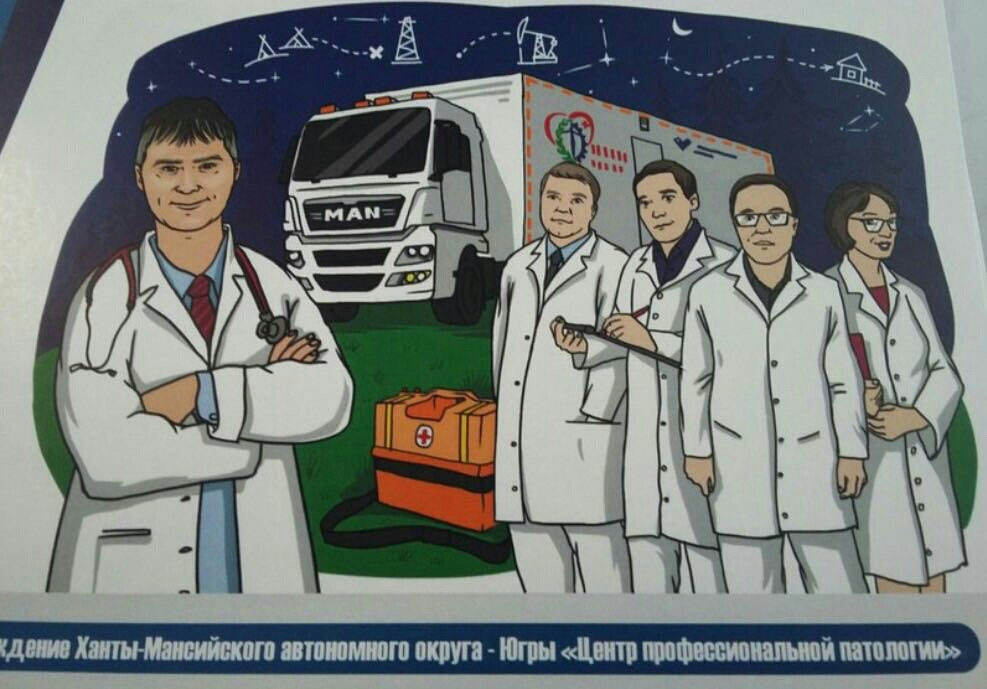 MAN
ждение Ханты-Мансийского автономного округа - Югры «Центр профессиональной патологии»